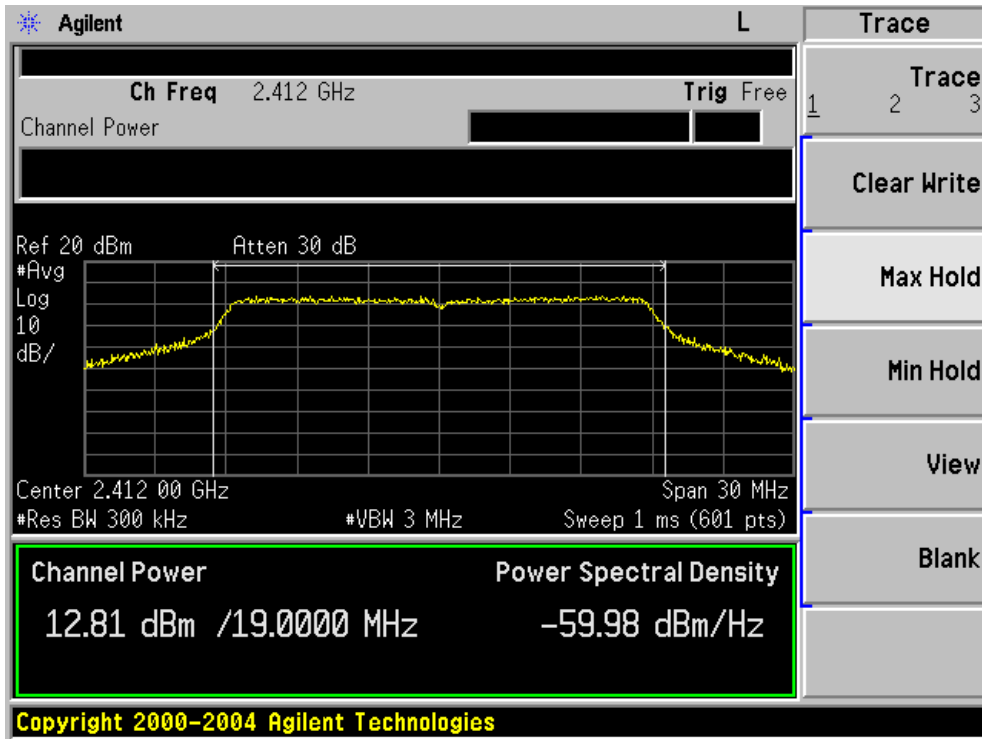 Agilent L Trace
Ch Freq 2.412 GHz Trig Free
Channel Power
Trace
1 2 3
Clear Write
Ref 20 dBm Atten 30 dB
#Avg
Log
10
dB/
Max Hold
Min Hold
View
Center 2.412 00 GHz Span 30 MHz
#Res BW 300 kHz #VBW 3 MHz Sweep 1 ms (601 pts)
Blank
Channel Power Power Spectral Density
12.81 dBm /19.0000 MHz -59.98 dBm/Hz
Copyright 2000-2004 Agilent Technologies